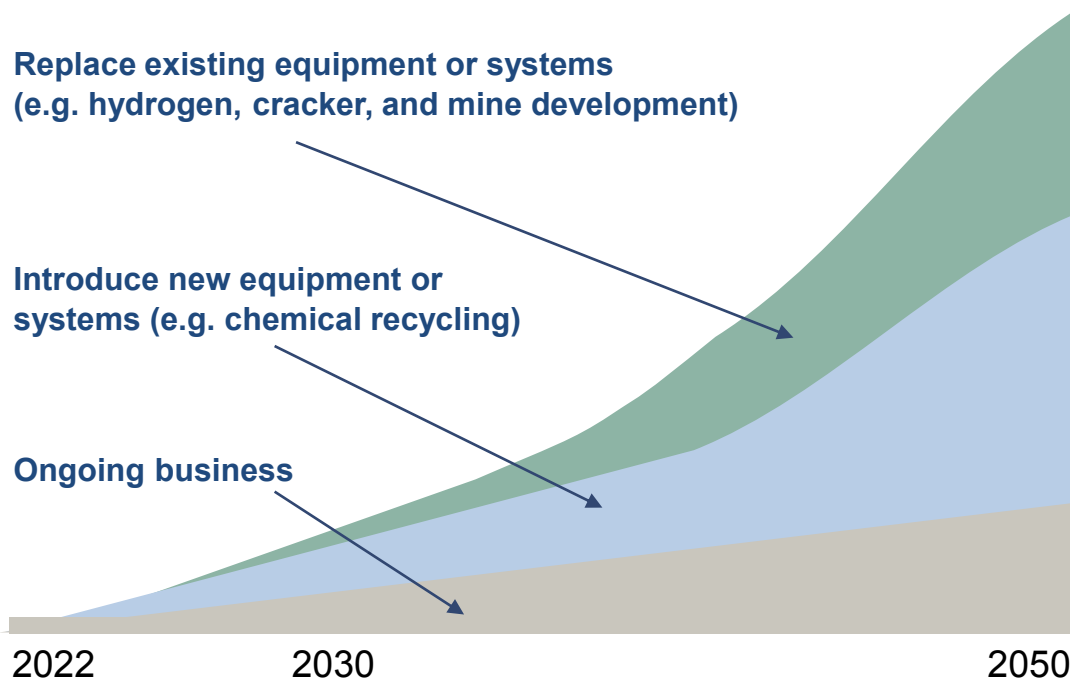 Replace existing equipment or systems
(e.g. hydrogen, cracker, and mine development)
Introduce new equipment or
systems (e.g. chemical recycling)
Ongoing business
2022
2030
2050